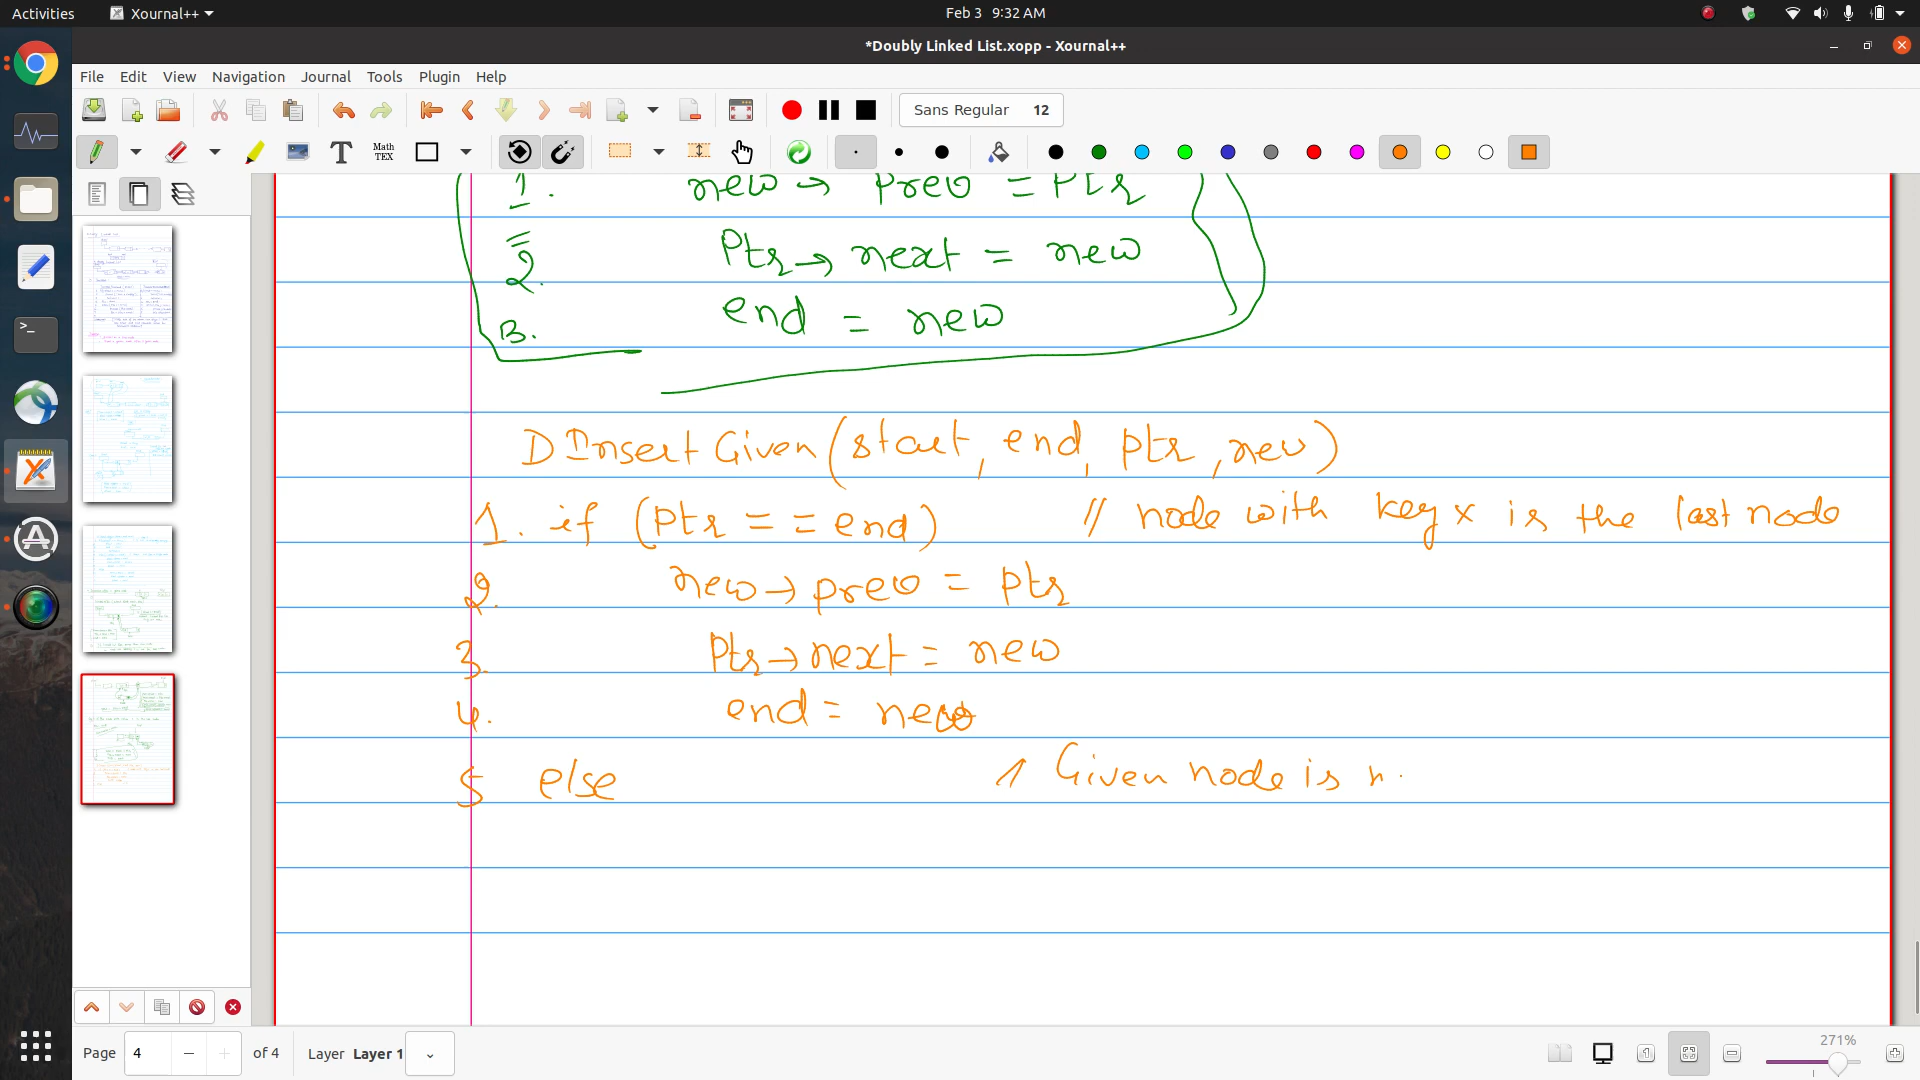 Activities Xournal++ Feb 3 9:32 AM
*Doubly Linked List.xopp - Xournal++
File Edit View Navigation Journal Tools Plugin Help
Sans Regular 12
T Math TEX
1. new → prev = Ptr
2. Ptr → next = new
3. end = new
DInsertGiven(start, end, ptr, new)
1. if (ptr == end) // node with key x is the last node
2. new → prev = ptr
3. Ptr → next = new
4. end = new
5 else / Given node is n
Page 4 of 4 Layer Layer 1 271%